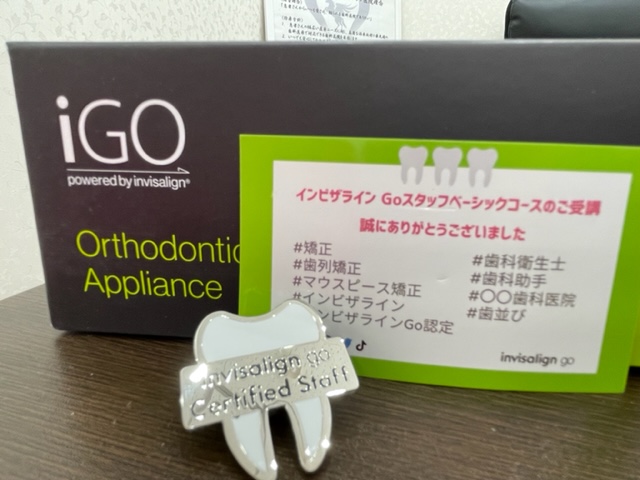 iGO
powered by invisalign®
Orthodontic
Appliance
インビザライン Goスタッフベーシックコースのご受講
誠にありがとうございました
#矯正
#歯列矯正
#マウスピース矯正
#インビザライン
インビザラインGo認定
#歯科衛生士
#歯科助手
#〇〇歯科医院
#歯並び
invisalign go
invisalign go
Certified Staff